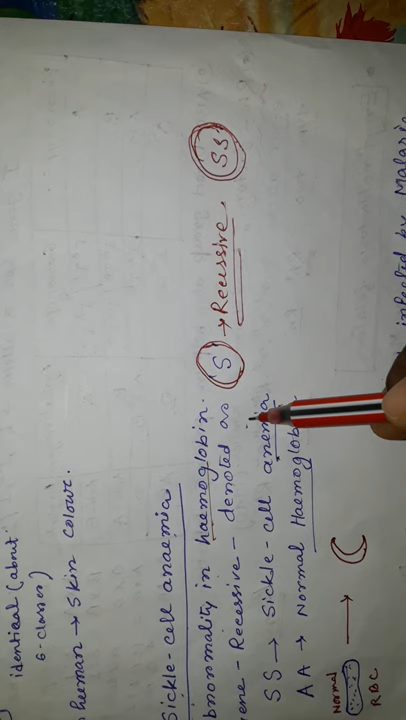 identical (about
6-classes)
human → Skin colour.
Sickle-cell anaemia
bnormality in haemoglobin.
ene - Recessive - denoted as (S) → Recessive. (SS)
SS → Sickle-cell anemia
AA → Normal Haemoglob
Normal
RBC
infected by Malaria